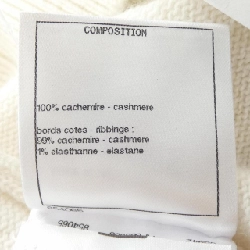 COMPOSITION
100% cachemire - cashmere
bords cotes - ribbings :
99% cachemire - cashmere
1% elasthanne - elastane